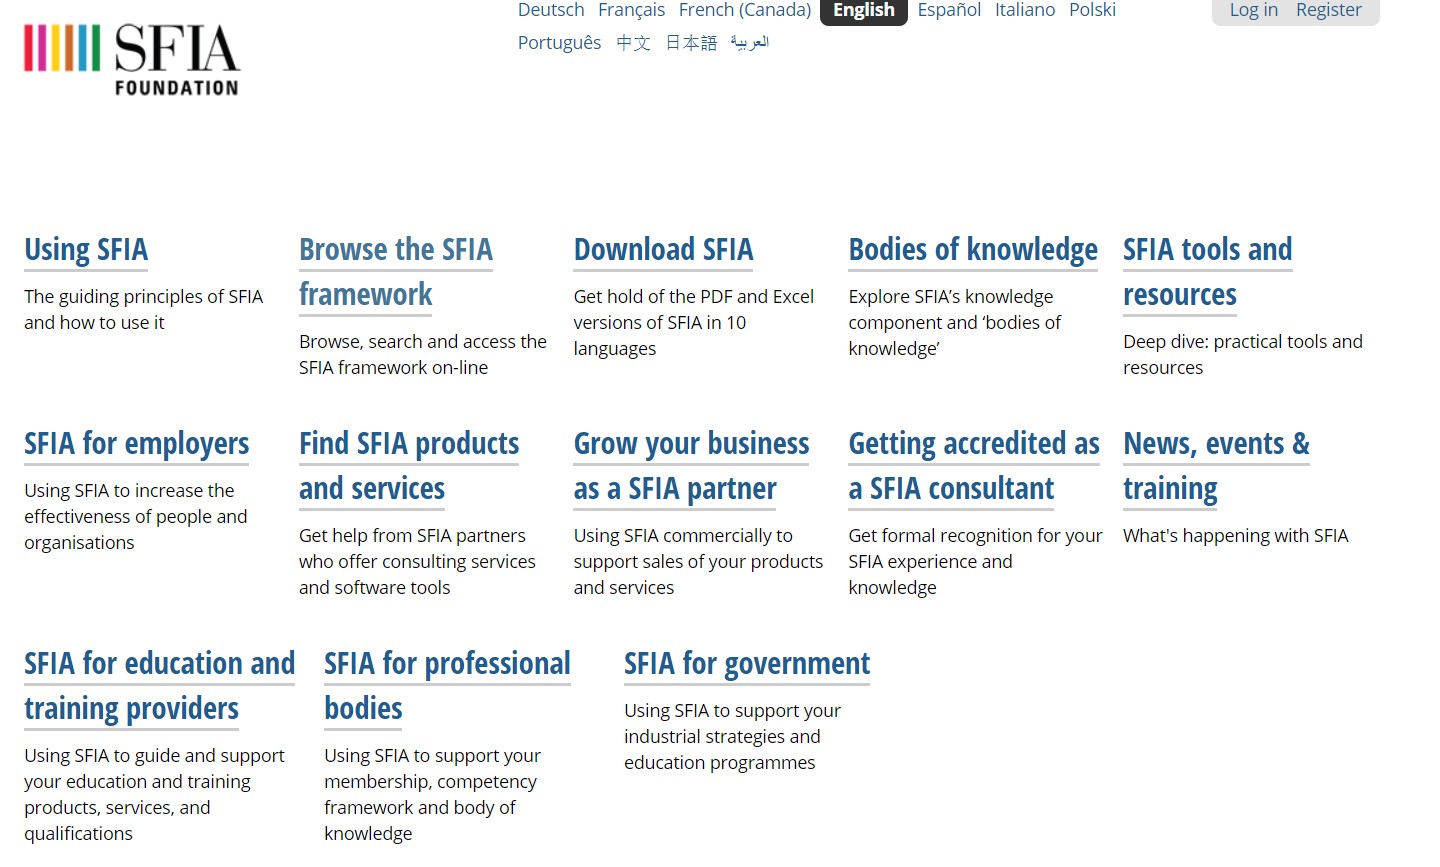 Deutsch Français French (Canada) English Español Italiano Polski
Português 中文 日本語 العربية
Log in Register
SFIA
FOUNDATION
Using SFIA
The guiding principles of SFIA
and how to use it
Browse the SFIA
framework
Browse, search and access the
SFIA framework on-line
Download SFIA
Get hold of the PDF and Excel
versions of SFIA in 10
languages
Bodies of knowledge
Explore SFIA’s knowledge
component and ‘bodies of
knowledge’
SFIA tools and
resources
Deep dive: practical tools and
resources
SFIA for employers
Using SFIA to increase the
effectiveness of people and
organisations
Find SFIA products
and services
Get help from SFIA partners
who offer consulting services
and software tools
Grow your business
as a SFIA partner
Using SFIA commercially to
support sales of your products
and services
Getting accredited as
a SFIA consultant
Get formal recognition for your
SFIA experience and
knowledge
News, events &
training
What's happening with SFIA
SFIA for education and
training providers
Using SFIA to guide and support
your education and training
products, services, and
qualifications
SFIA for professional
bodies
Using SFIA to support your
membership, competency
framework and body of
knowledge
SFIA for government
Using SFIA to support your
industrial strategies and
education programmes